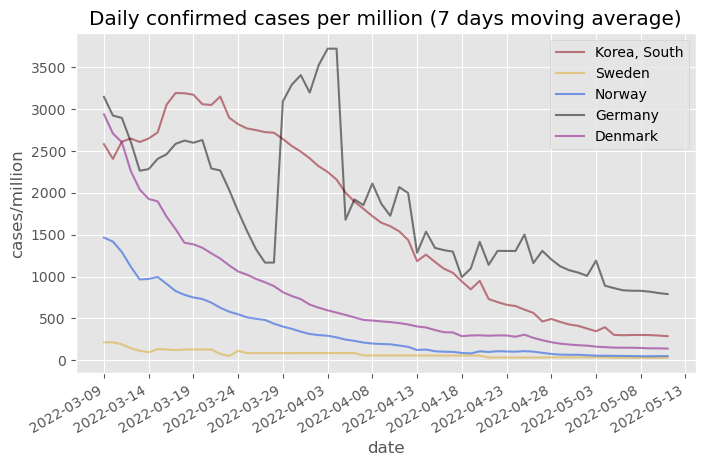 Daily confirmed cases per million (7 days moving average)
Korea, South
Sweden
Norway
Germany
Denmark
3500
3000
2500
2000
1500
1000
500
0
cases/million
2022-03-09
2022-03-14
2022-03-19
2022-03-24
2022-03-29
2022-04-03
2022-04-08
2022-04-13
2022-04-18
2022-04-23
2022-04-28
2022-05-03
2022-05-08
2022-05-13
date